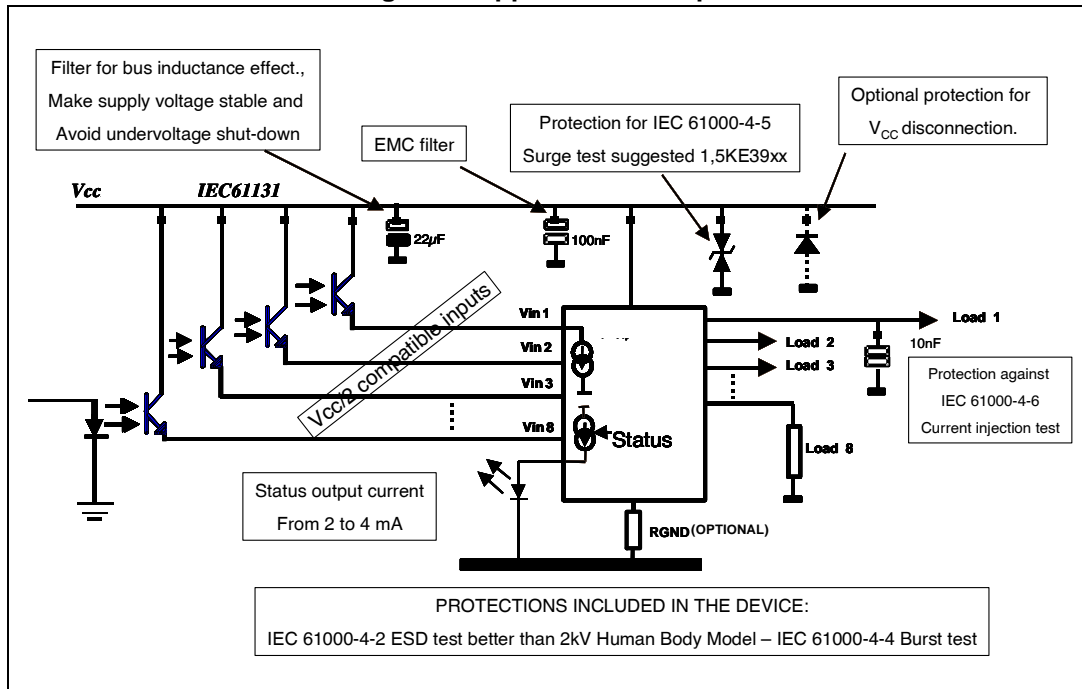 Filter for bus inductance effect.,
Make supply voltage stable and
Avoid undervoltage shut-down
EMC filter
Protection for IEC 61000-4-5
Surge test suggested 1,5KE39xx
Optional protection for
VCC disconnection.
Vcc
IEC61131
22µF
100nF
Vcc/2 compatible inputs
Vin 1
Vin 2
Vin 3
Vin 8
Status
Load 1
Load 2
Load 3
Load 8
10nF
Protection against
IEC 61000-4-6
Current injection test
Status output current
From 2 to 4 mA
RGND (OPTIONAL)
PROTECTIONS INCLUDED IN THE DEVICE:
IEC 61000-4-2 ESD test better than 2kV Human Body Model – IEC 61000-4-4 Burst test